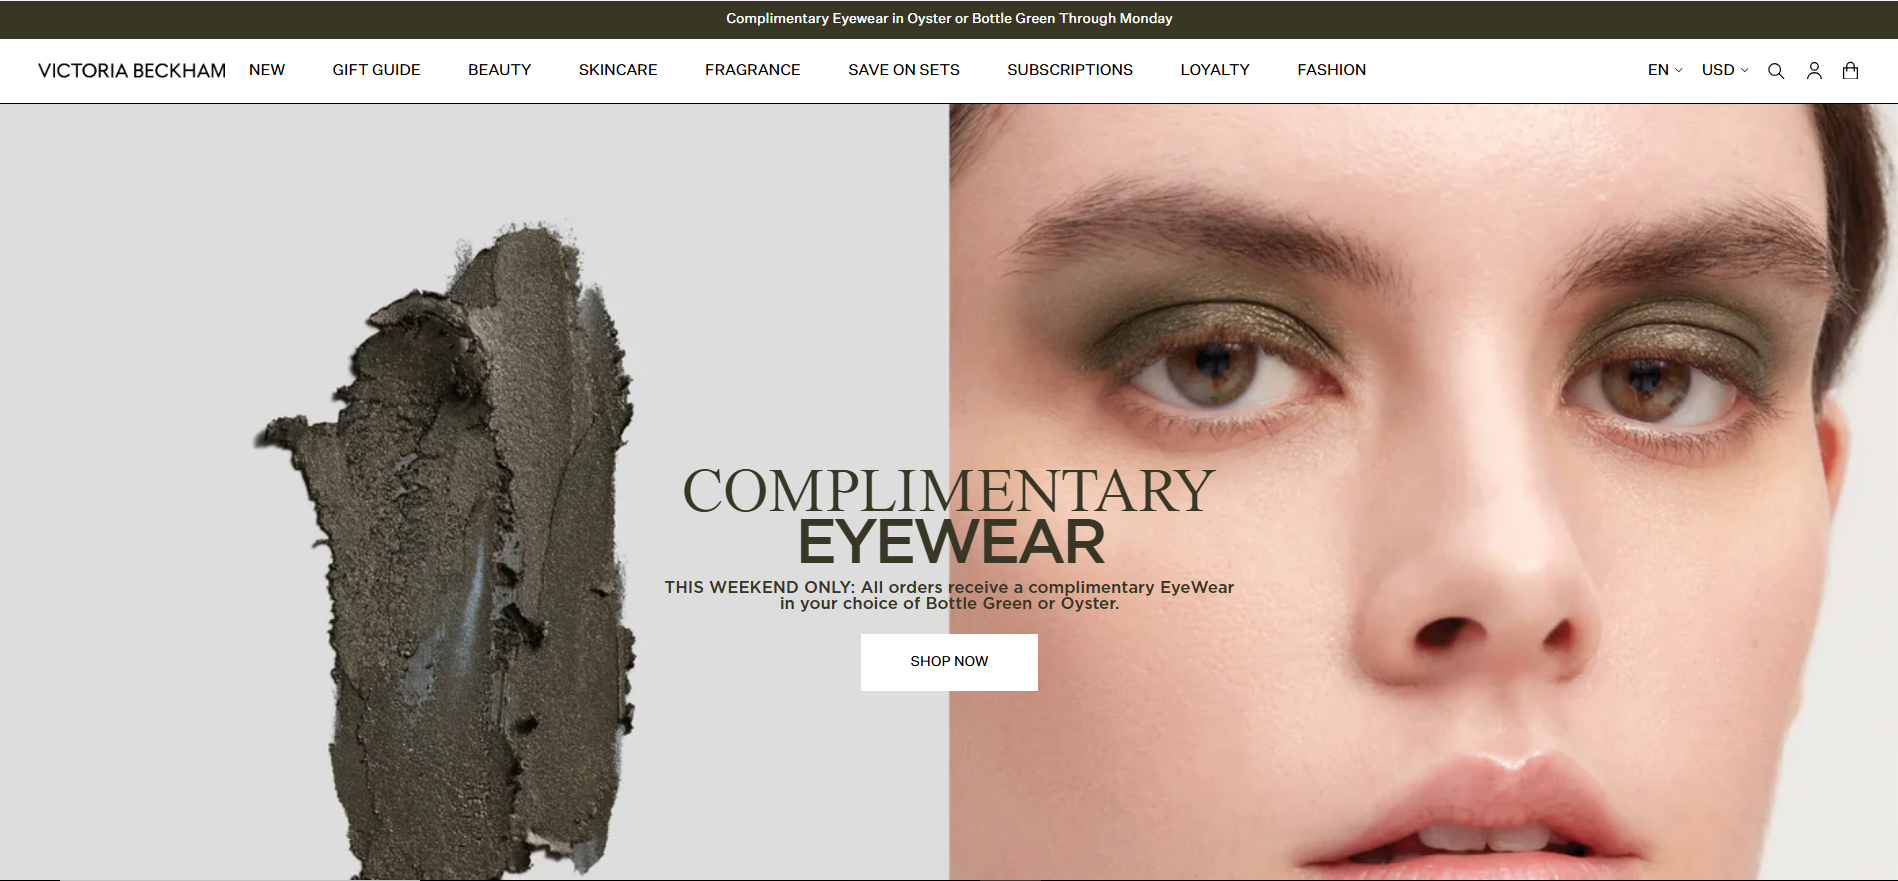 Complimentary Eyewear in Oyster or Bottle Green Through Monday
VICTORIA BECKHAM NEW GIFT GUIDE BEAUTY SKINCARE FRAGRANCE SAVE ON SETS SUBSCRIPTIONS LOYALTY FASHION EN USD
COMPLIMENTARY
EYEWEAR
THIS WEEKEND ONLY: All orders receive a complimentary EyeWear
in your choice of Bottle Green or Oyster.
SHOP NOW